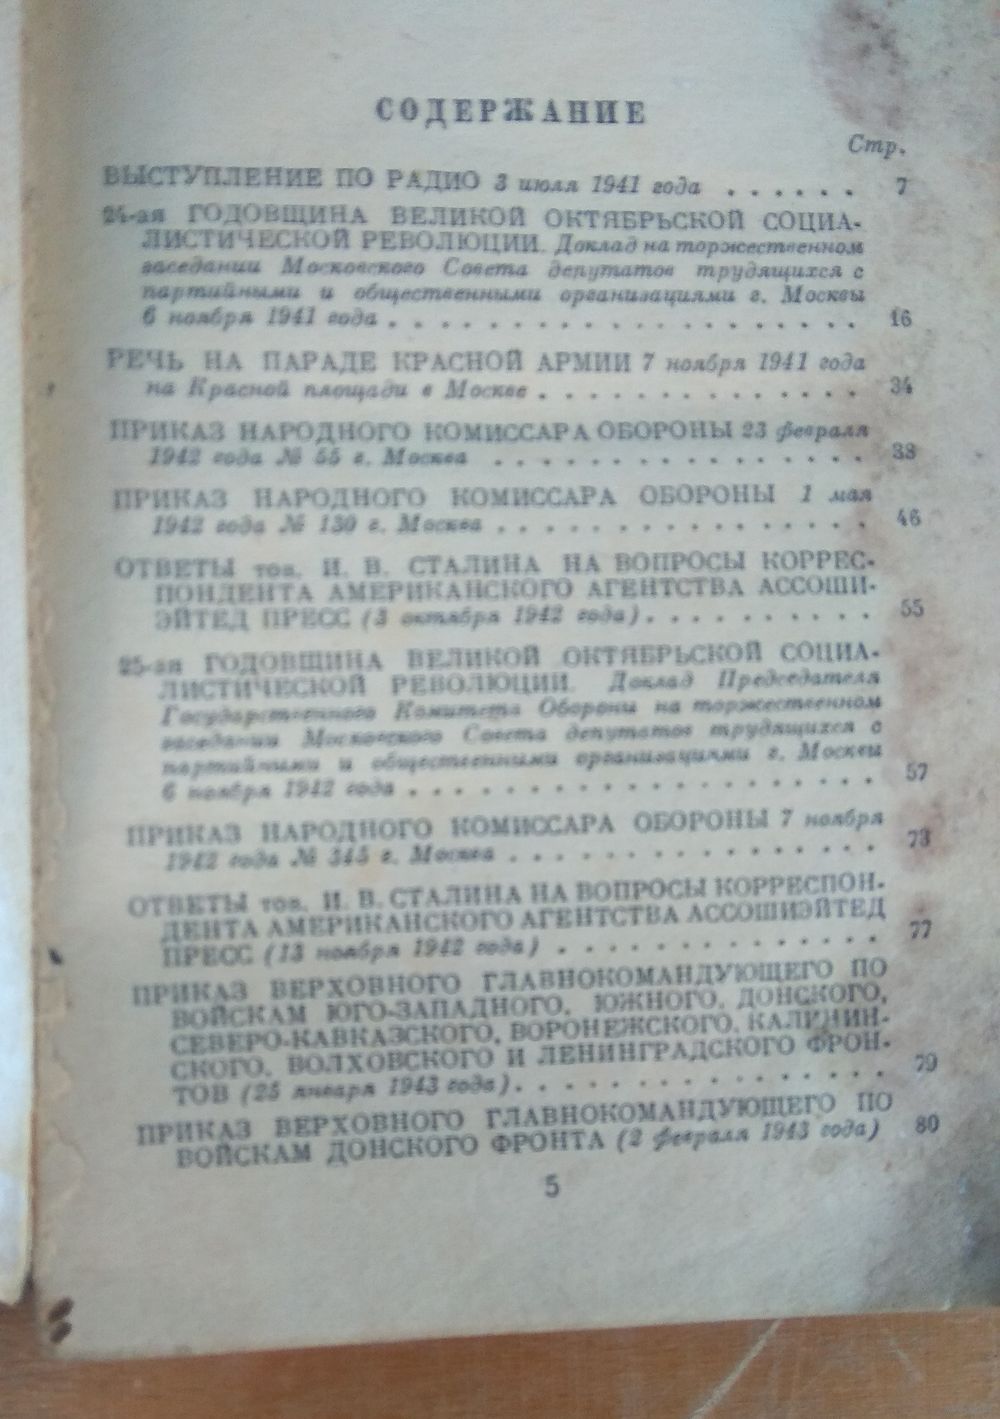 СОДЕРЖАНИЕ
Стр.
ВЫСТУПЛЕНИЕ ПО РАДИО 3 июля 1941 года . . . . . . 7
24-ая ГОДОВЩИНА ВЕЛИКОЙ ОКТЯБРЬСКОЙ СОЦИА-
ЛИСТИЧЕСКОЙ РЕВОЛЮЦИИ. Доклад на торжественном
заседании Московского Совета депутатов трудящихся с
партийными и общественными организациями г. Москвы
6 ноября 1941 года . . . . . . . . . . . . . . . . 16
РЕЧЬ НА ПАРАДЕ КРАСНОЙ АРМИИ 7 ноября 1941 года
на Красной площади в Москве . . . . . . . . . . . . 34
ПРИКАЗ НАРОДНОГО КОМИССАРА ОБОРОНЫ 23 февраля
1942 года № 55 г. Москва . . . . . . . . . . . . . . 38
ПРИКАЗ НАРОДНОГО КОМИССАРА ОБОРОНЫ 1 мая
1942 года № 130 г. Москва . . . . . . . . . . . . . . 46
ОТВЕТЫ тов. И. В. СТАЛИНА НА ВОПРОСЫ КОРРЕС-
ПОНДЕНТА АМЕРИКАНСКОГО АГЕНТСТВА АССОШИ-
ЭЙТЕД ПРЕСС (3 октября 1942 года) . . . . . . . . . 55
25-ая ГОДОВЩИНА ВЕЛИКОЙ ОКТЯБРЬСКОЙ СОЦИА-
ЛИСТИЧЕСКОЙ РЕВОЛЮЦИИ. Доклад Председателя
Государственного Комитета Обороны на торжественном
заседании Московского Совета депутатов трудящихся с
партийными и общественными организациями г. Москвы
6 ноября 1942 года . . . . . . . . . . . . . . . . 57
ПРИКАЗ НАРОДНОГО КОМИССАРА ОБОРОНЫ 7 ноября
1942 года № 345 г. Москва . . . . . . . . . . . . . 73
ОТВЕТЫ тов. И. В. СТАЛИНА НА ВОПРОСЫ КОРРЕСПОН-
ДЕНТА АМЕРИКАНСКОГО АГЕНТСТВА АССОШИЭЙТЕД
ПРЕСС (13 ноября 1942 года) . . . . . . . . . . . . 77
ПРИКАЗ ВЕРХОВНОГО ГЛАВНОКОМАНДУЮЩЕГО ПО
ВОЙСКАМ ЮГО-ЗАПАДНОГО, ЮЖНОГО, ДОНСКОГО,
СЕВЕРО-КАВКАЗСКОГО, ВОРОНЕЖСКОГО, КАЛИНИН-
СКОГО, ВОЛХОВСКОГО И ЛЕНИНГРАДСКОГО ФРОН-
ТОВ (25 января 1943 года) . . . . . . . . . . . . . 79
ПРИКАЗ ВЕРХОВНОГО ГЛАВНОКОМАНДУЮЩЕГО ПО
ВОЙСКАМ ДОНСКОГО ФРОНТА (2 февраля 1943 года) 80
5